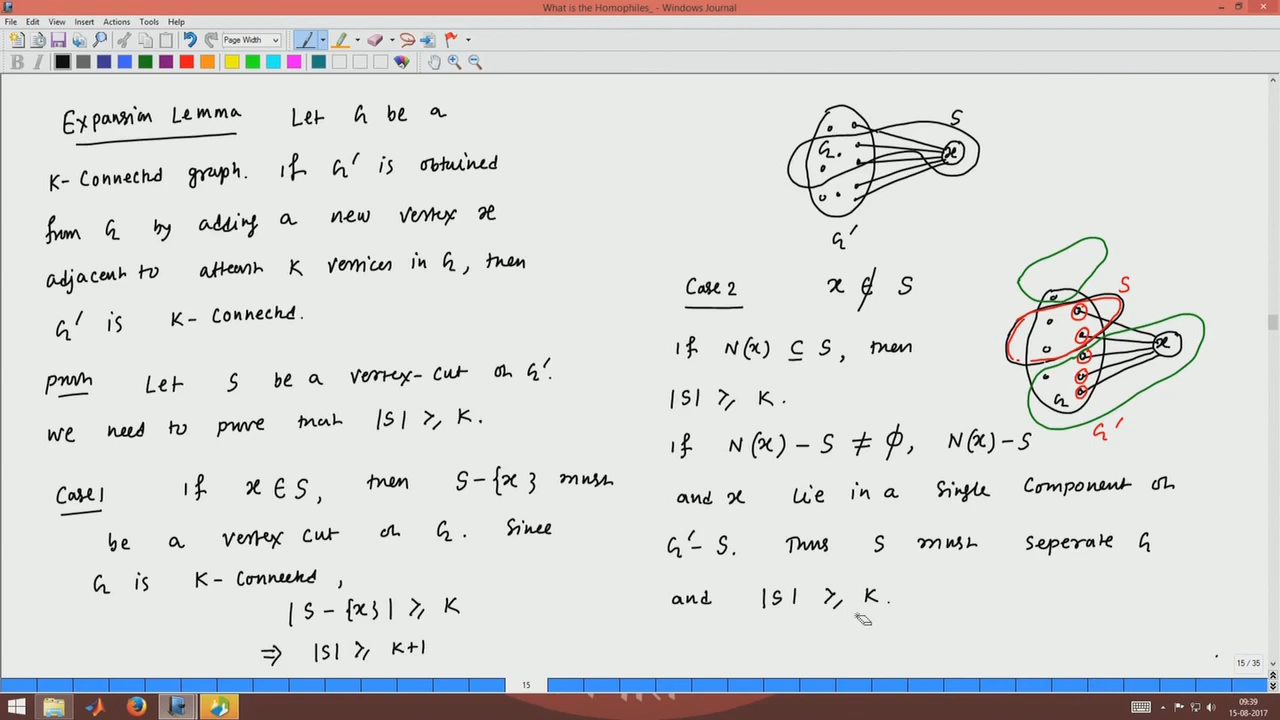 What is the Homophiles_ - Windows Journal
File Edit View Insert Actions Tools Help
Page Width
B I
Expansion Lemma Let G be a
K-Connected graph. If G' is obtained
from G by adding a new vertex x
adjacent to atleast K vertices in G, then
G' is K-Connected.
proof Let S be a vertex-cut of G'.
we need to prove that |S| ≥ K.
Case 1 If x ∈ S, then S-{x} must
be a vertex cut of G. Since
G is K-Connected,
|S-{x}| ≥ K
⇒ |S| ≥ K+1
S
x
G
G'
Case 2 x ∉ S
If N(x) ⊆ S, then
|S| ≥ K.
If N(x) - S ≠ ϕ, N(x) - S
and x lie in a single component of
G' - S. Thus S must seperate G
and |S| ≥ K.
S
x
G
G'
15
15 / 35
09:39
15-08-2017